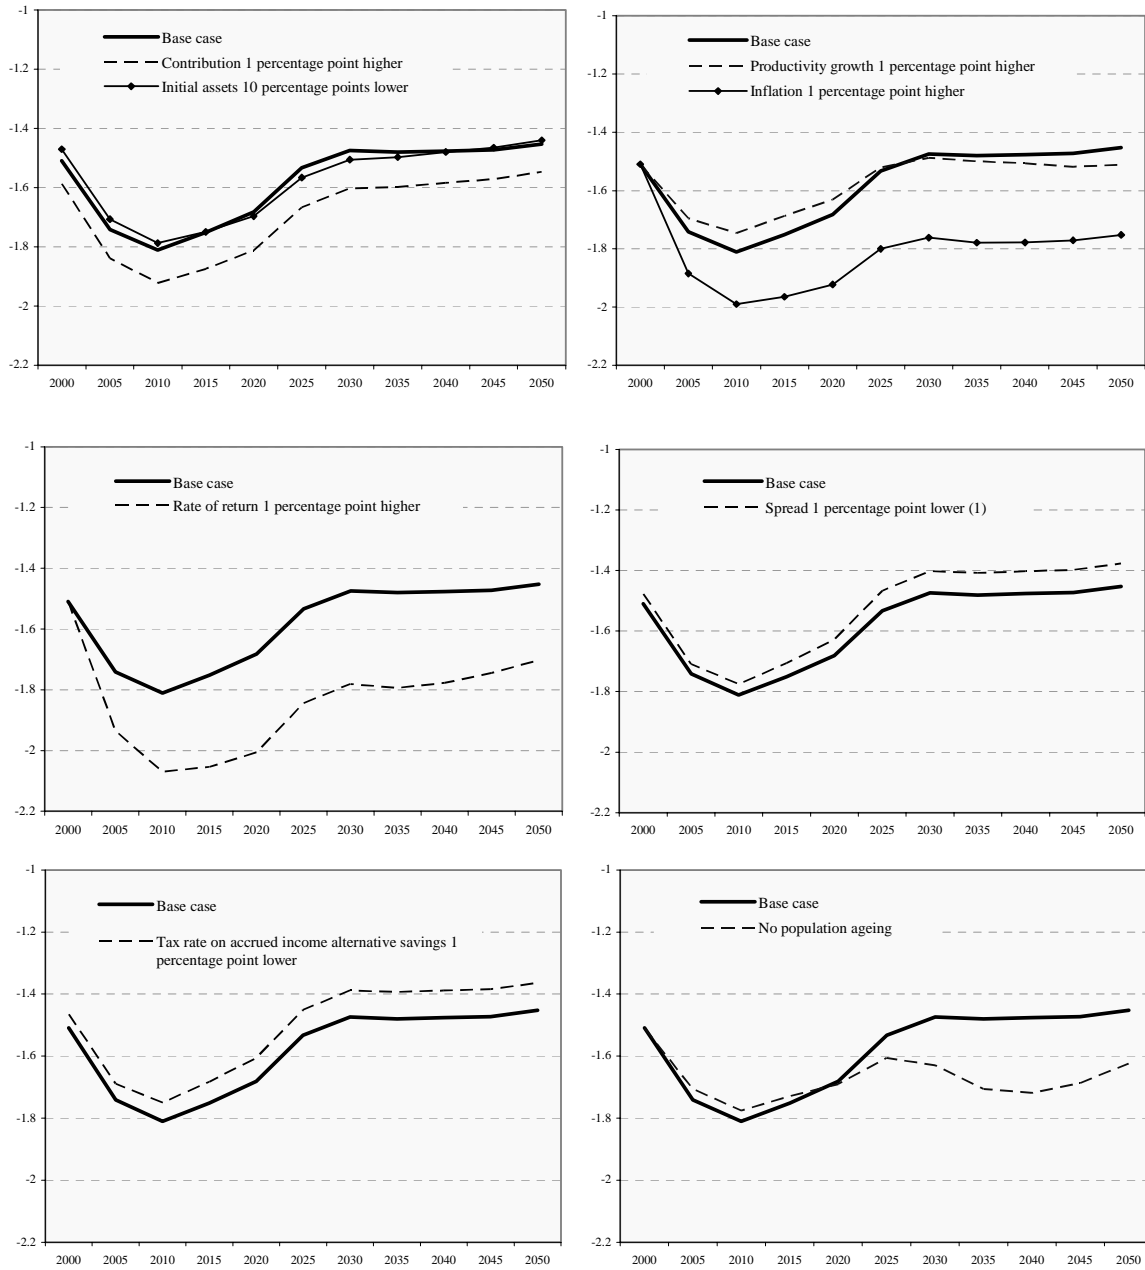 Base case
Contribution 1 percentage point higher
Initial assets 10 percentage points lower
-1
-1.2
-1.4
-1.6
-1.8
-2
-2.2
2000 2005 2010 2015 2020 2025 2030 2035 2040 2045 2050
Base case
Productivity growth 1 percentage point higher
Inflation 1 percentage point higher
-1
-1.2
-1.4
-1.6
-1.8
-2
-2.2
2000 2005 2010 2015 2020 2025 2030 2035 2040 2045 2050
Base case
Rate of return 1 percentage point higher
-1
-1.2
-1.4
-1.6
-1.8
-2
-2.2
2000 2005 2010 2015 2020 2025 2030 2035 2040 2045 2050
Base case
Spread 1 percentage point lower (1)
-1
-1.2
-1.4
-1.6
-1.8
-2
-2.2
2000 2005 2010 2015 2020 2025 2030 2035 2040 2045 2050
Base case
Tax rate on accrued income alternative savings 1
percentage point lower
-1
-1.2
-1.4
-1.6
-1.8
-2
-2.2
2000 2005 2010 2015 2020 2025 2030 2035 2040 2045 2050
Base case
No population ageing
-1
-1.2
-1.4
-1.6
-1.8
-2
-2.2
2000 2005 2010 2015 2020 2025 2030 2035 2040 2045 2050